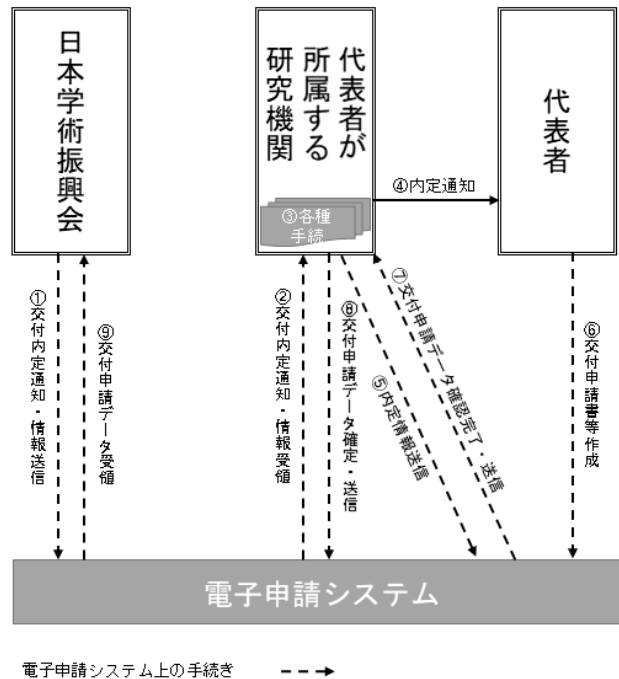 日本学術振興会
代表者が
所属する
研究機関
代表者
③各種
手続
④内定通知
①交付内定通知・情報送信
⑨交付申請データ受領
②交付内定通知・情報受領
⑧交付申請データ確定・送信
⑤内定情報送信
⑦交付申請データ確認完了・送信
⑥交付申請書等作成
電子申請システム
電子申請システム上の手続き